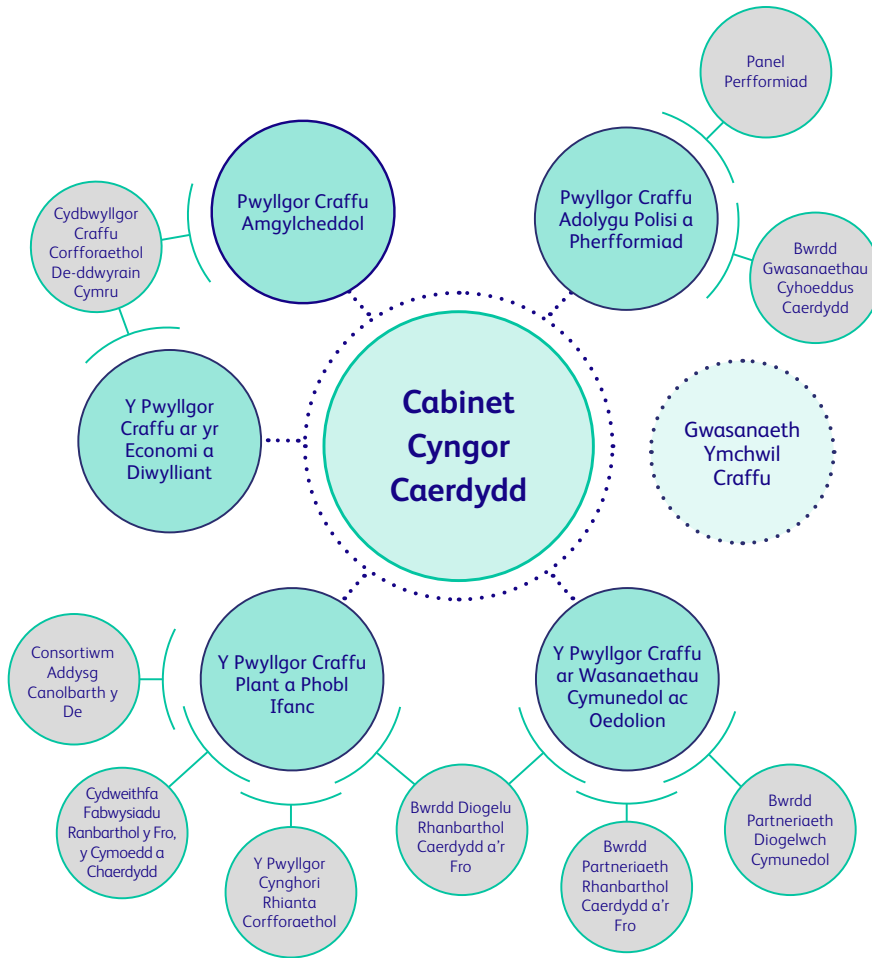 Panel
Perfformiad
Pwyllgor Craffu
Amgylcheddol
Pwyllgor Craffu
Adolygu Polisi a
Pherfformiad
Cydbwyllgor
Craffu
Corfforaethol
De-ddwyrain
Cymru
Bwrdd
Gwasanaethau
Cyhoeddus
Caerdydd
Y Pwyllgor
Craffu ar yr
Economi a
Diwylliant
Cabinet
Cyngor
Caerdydd
Gwasanaeth
Ymchwil
Craffu
Consortiwm
Addysg
Canolbarth y
De
Y Pwyllgor Craffu
Plant a Phobl
Ifanc
Y Pwyllgor Craffu
ar Wasanaethau
Cymunedol ac
Oedolion
Cydweithfa
Fabwysiadu
Ranbarthol y Fro,
y Cymoedd a
Chaerdydd
Y Pwyllgor
Cynghori
Rhianta
Corfforaethol
Bwrdd Diogelu
Rhanbarthol
Caerdydd a'r
Fro
Bwrdd
Partneriaeth
Rhanbarthol
Caerdydd a'r
Fro
Bwrdd
Partneriaeth
Diogelwch
Cymunedol